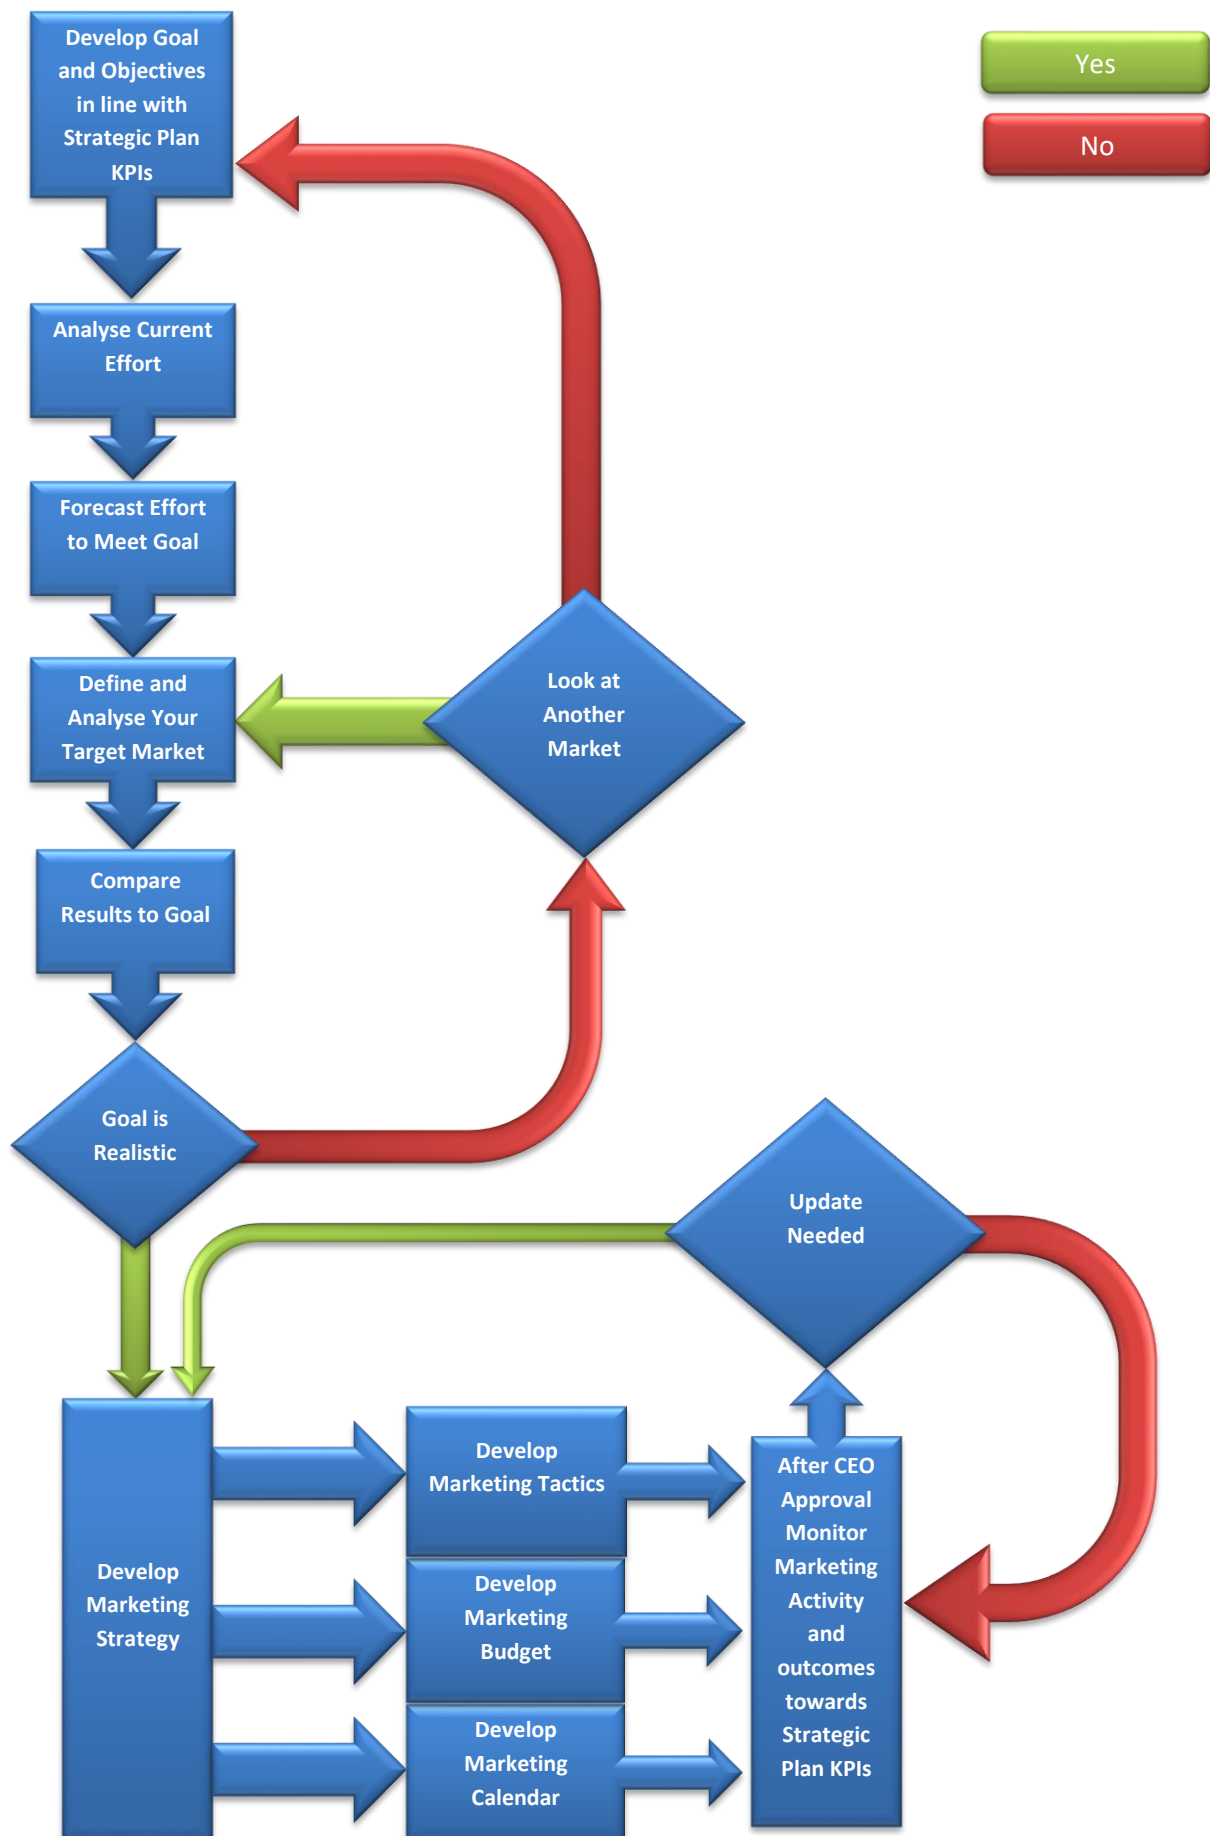 Develop Goal
and Objectives
in line with
Strategic Plan
KPIs
Yes
No
Analyse Current
Effort
Forecast Effort
to Meet Goal
Define and
Analyse Your
Target Market
Look at
Another
Market
Compare
Results to Goal
Goal is
Realistic
Update
Needed
Develop
Marketing
Strategy
Develop
Marketing Tactics
Develop
Marketing
Budget
Develop
Marketing
Calendar
After CEO
Approval
Monitor
Marketing
Activity
and
outcomes
towards
Strategic
Plan KPIs